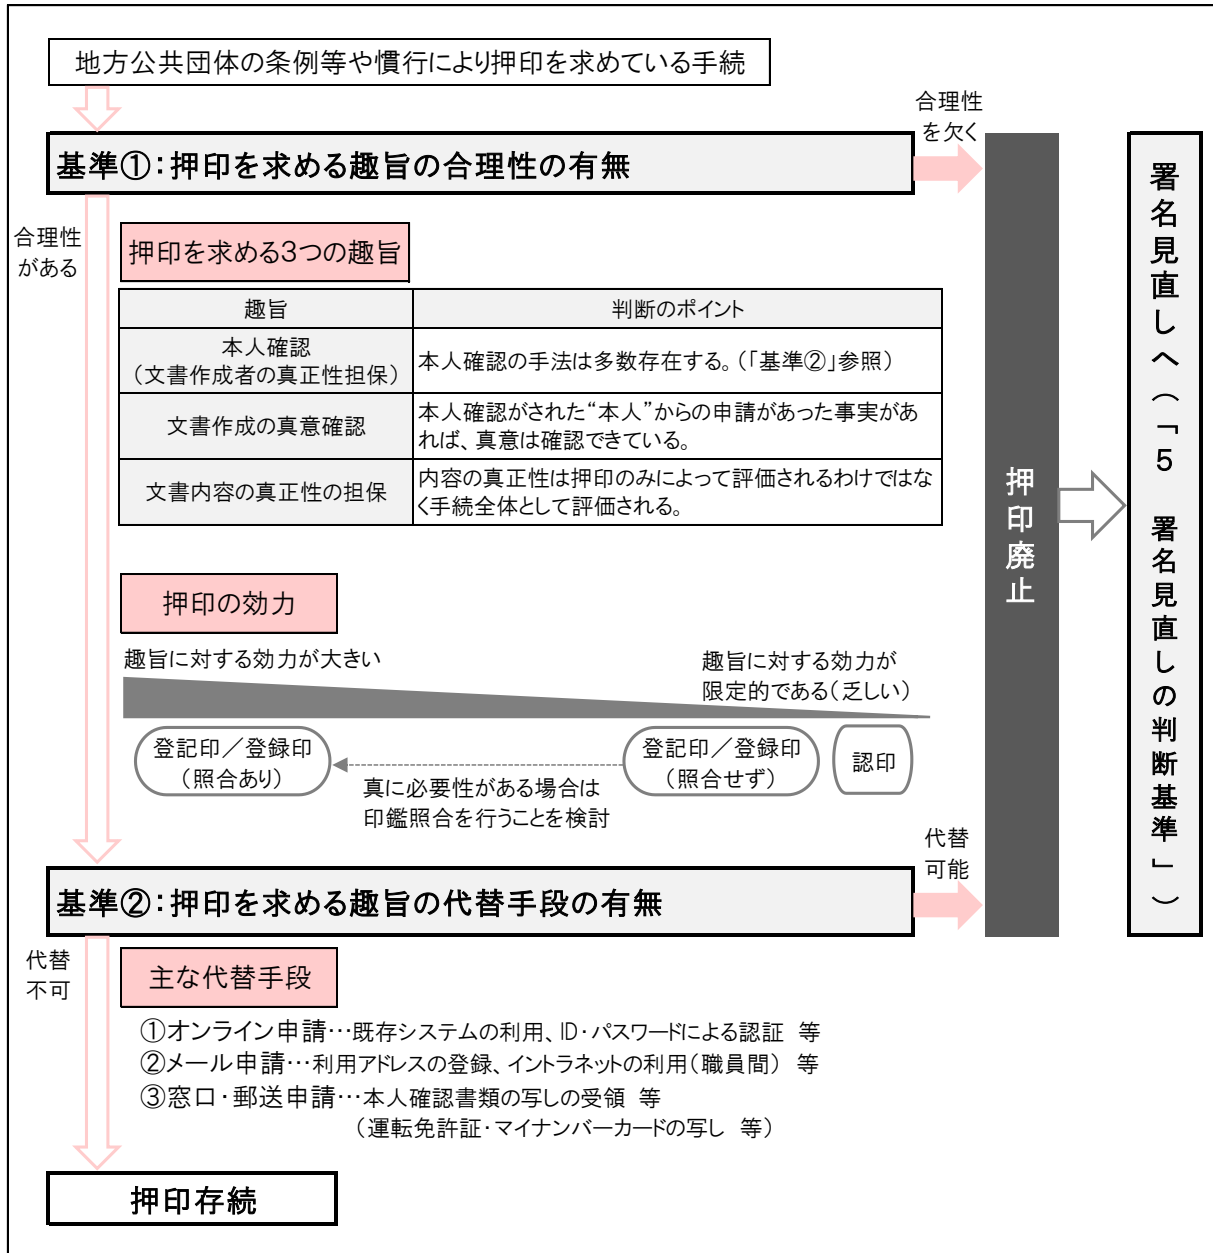 地方公共団体の条例等や慣行により押印を求めている手続
合理性
を欠く
基準①：押印を求める趣旨の合理性の有無
合理性
がある
押印を求める3つの趣旨
趣旨
判断のポイント
本人確認
（文書作成者の真正性担保）
本人確認の手法は多数存在する。（「基準②」参照）
文書作成の真意確認
本人確認がされた“本人”からの申請があった事実があ
れば、真意は確認できている。
文書内容の真正性の担保
内容の真正性は押印のみによって評価されるわけではな
く手続全体として評価される。
押印の効力
趣旨に対する効力が大きい
趣旨に対する効力が
限定的である（乏しい）
登記印／登録印
（照合あり）
登記印／登録印
（照合せず）
認印
真に必要性がある場合は
印鑑照合を行うことを検討
代替
可能
基準②：押印を求める趣旨の代替手段の有無
代替
不可
主な代替手段
①オンライン申請…既存システムの利用、ID・パスワードによる認証　等
②メール申請…利用アドレスの登録、イントラネットの利用（職員間）　等
③窓口・郵送申請…本人確認書類の写しの受領　等
（運転免許証・マイナンバーカードの写し　等）
押印存続
押印廃止
署名見直しへ（「５　署名見直しの判断基準」）